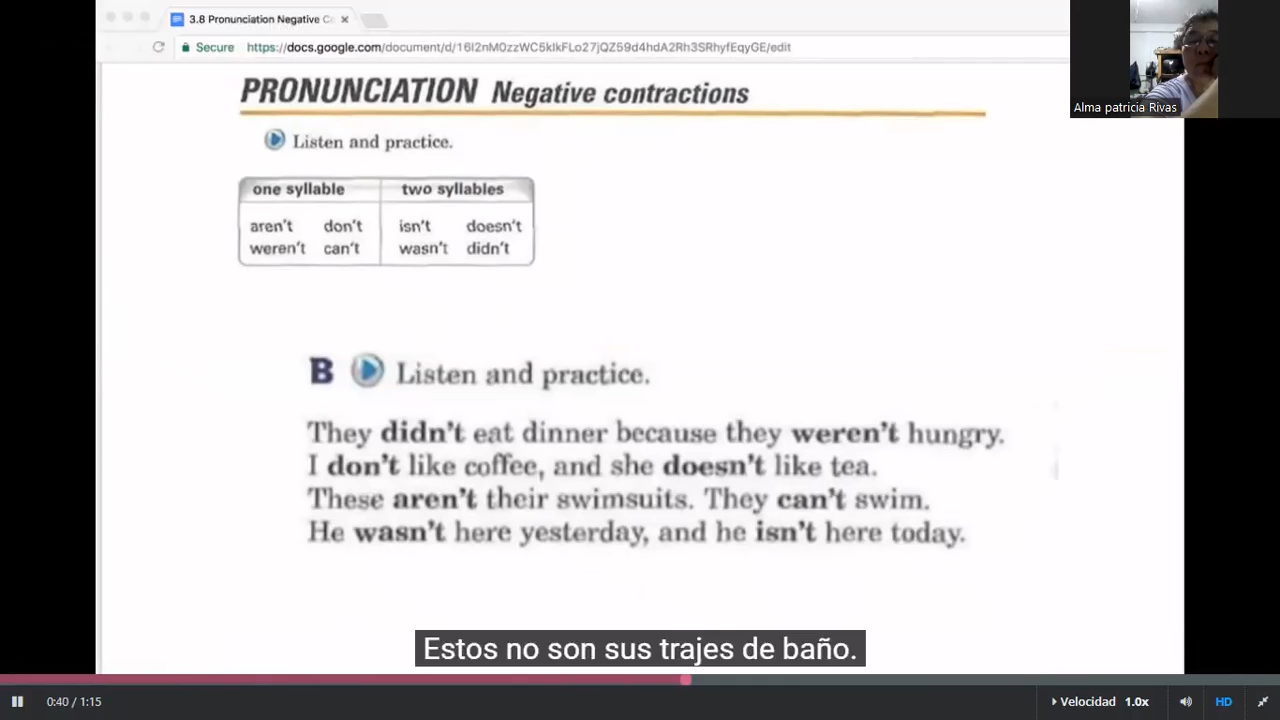 3.8 Pronunciation Negative Co
Secure https://docs.google.com/document/d/16I2nM0zzWC5kIkFLo27jQZ59d4hdA2Rh3SRhyfEqyGE/edit
Alma patricia Rivas
PRONUNCIATION Negative contractions
Listen and practice.
one syllable two syllables
aren't don't isn't doesn't
weren't can't wasn't didn't
B Listen and practice.
They didn't eat dinner because they weren't hungry.
I don't like coffee, and she doesn't like tea.
These aren't their swimsuits. They can't swim.
He wasn't here yesterday, and he isn't here today.
Estos no son sus trajes de baño.
0:40 / 1:15 Velocidad 1.0x HD